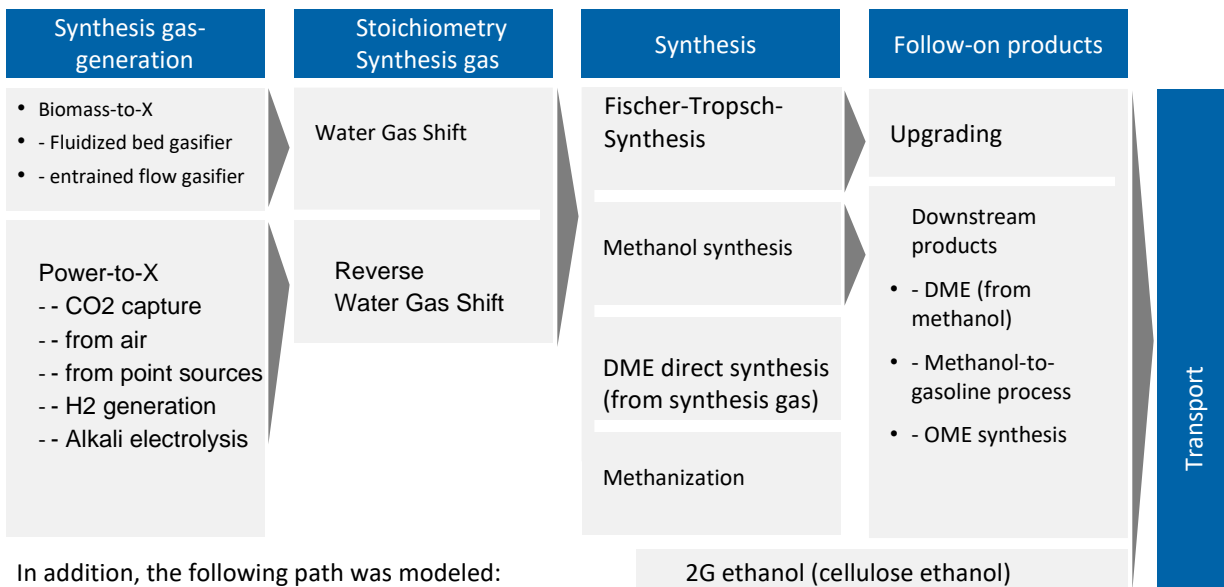 Synthesis gas-
generation
Stoichiometry
Synthesis gas
Synthesis
Follow-on products
• Biomass-to-X
• - Fluidized bed gasifier
• - entrained flow gasifier
Water Gas Shift
Fischer-Tropsch-
Synthesis
Upgrading
Power-to-X
- - CO2 capture
- - from air
- - from point sources
- - H2 generation
- - Alkali electrolysis
Reverse
Water Gas Shift
Methanol synthesis
DME direct synthesis
(from synthesis gas)
Methanization
Downstream
products
• - DME (from
methanol)
• - Methanol-to-
gasoline process
• - OME synthesis
Transport
In addition, the following path was modeled:
2G ethanol (cellulose ethanol)